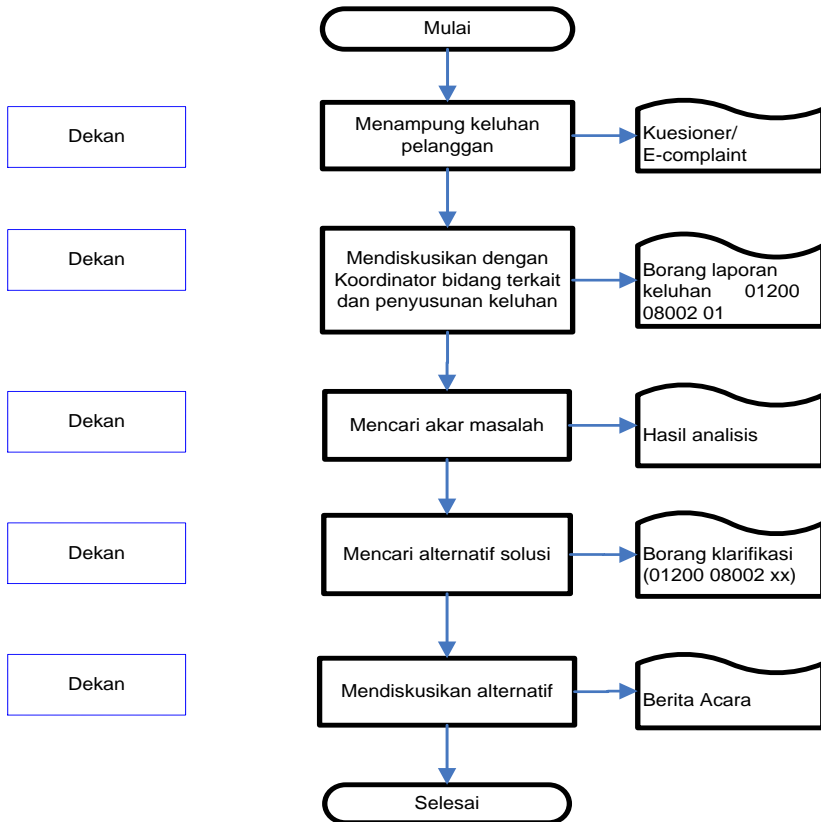 Mulai
Dekan
Menampung keluhan
pelanggan
Kuesioner/
E-complaint
Dekan
Mendiskusikan dengan
Koordinator bidang terkait
dan penyusunan keluhan
Borang laporan
keluhan 01200
08002 01
Dekan
Mencari akar masalah
Hasil analisis
Dekan
Mencari alternatif solusi
Borang klarifikasi
(01200 08002 xx)
Dekan
Mendiskusikan alternatif
Berita Acara
Selesai